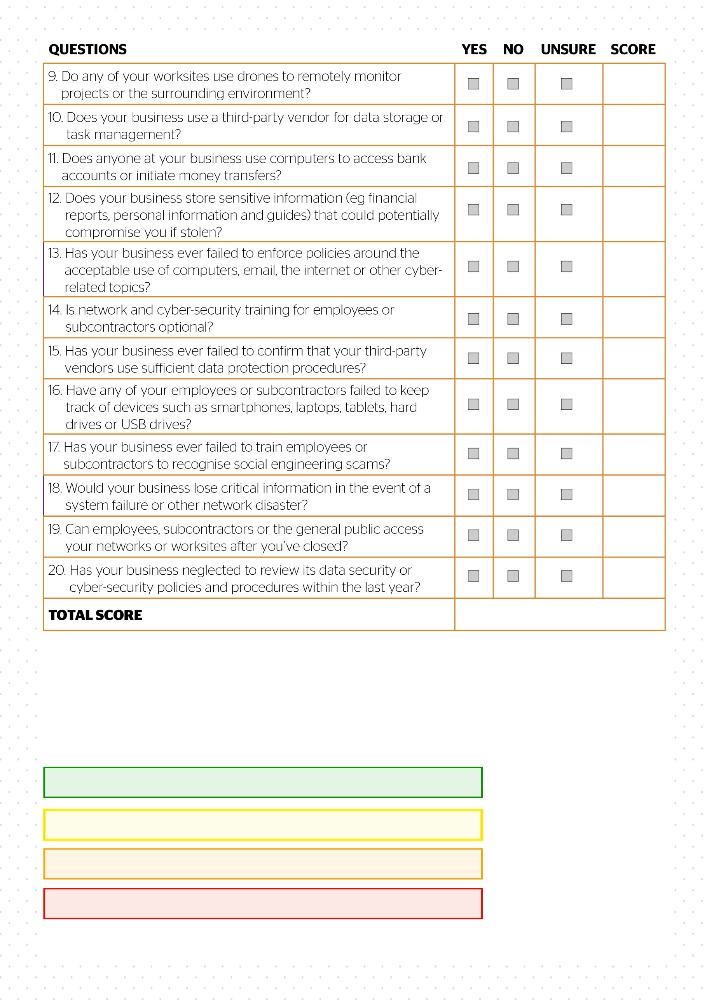 QUESTIONS YES NO UNSURE SCORE
9. Do any of your worksites use drones to remotely monitor
projects or the surrounding environment?
10. Does your business use a third-party vendor for data storage or
task management?
11. Does anyone at your business use computers to access bank
accounts or initiate money transfers?
12. Does your business store sensitive information (eg financial
reports, personal information and guides) that could potentially
compromise you if stolen?
13. Has your business ever failed to enforce policies around the
acceptable use of computers, email, the internet or other cyber-
related topics?
14. Is network and cyber-security training for employees or
subcontractors optional?
15. Has your business ever failed to confirm that your third-party
vendors use sufficient data protection procedures?
16. Have any of your employees or subcontractors failed to keep
track of devices such as smartphones, laptops, tablets, hard
drives or USB drives?
17. Has your business ever failed to train employees or
subcontractors to recognise social engineering scams?
18. Would your business lose critical information in the event of a
system failure or other network disaster?
19. Can employees, subcontractors or the general public access
your networks or worksites after you've closed?
20. Has your business neglected to review its data security or
cyber-security policies and procedures within the last year?
TOTAL SCORE